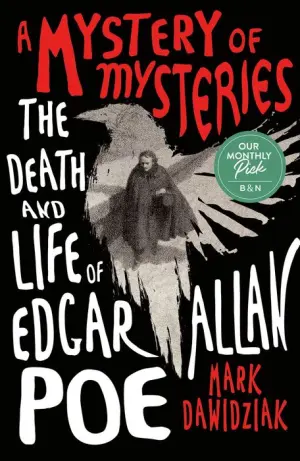 A MYSTERY OF
MYSTERIES
THE
DEATH
AND
LIFE OF
EDGAR
ALLAN
POE
MARK
DAWIDZIAK
OUR
MONTHLY
Pick
B&N